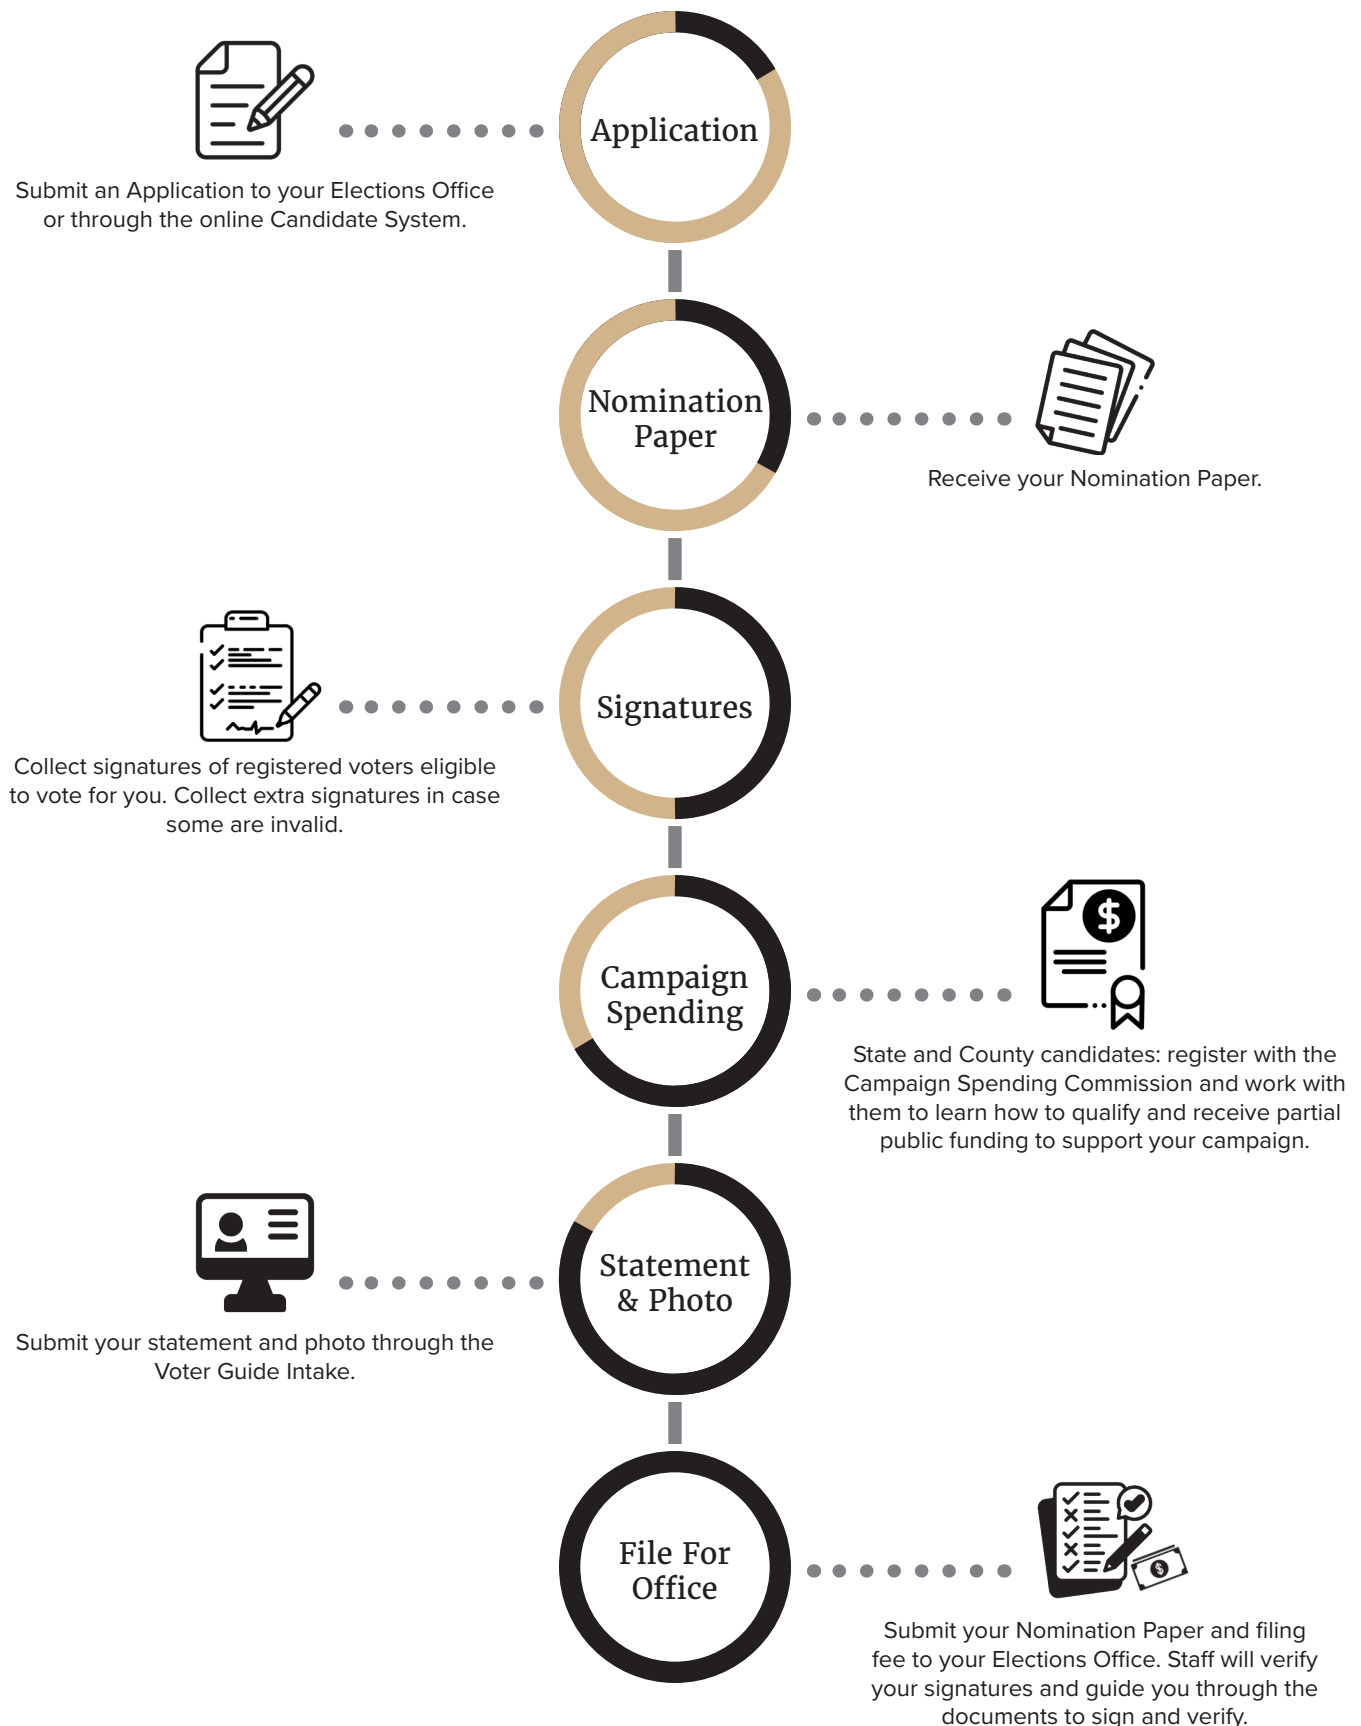 Application
Submit an Application to your Elections Office
or through the online Candidate System.
Nomination
Paper
Receive your Nomination Paper.
Signatures
Collect signatures of registered voters eligible
to vote for you. Collect extra signatures in case
some are invalid.
Campaign
Spending
State and County candidates: register with the
Campaign Spending Commission and work with
them to learn how to qualify and receive partial
public funding to support your campaign.
Statement
& Photo
Submit your statement and photo through the
Voter Guide Intake.
File For
Office
Submit your Nomination Paper and filing
fee to your Elections Office. Staff will verify
your signatures and guide you through the
documents to sign and verify.